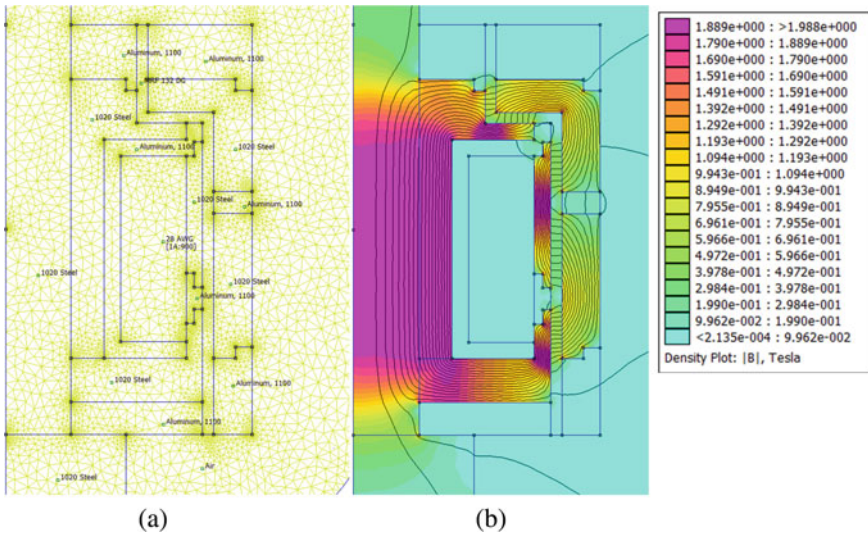 Aluminum, 1100
Aluminum, 1100
MRF 132 DG
1020 Steel
Aluminum, 1100
1020 Steel
1020 Steel
Aluminum, 1100
28 AWG
[1A:900]
1020 Steel
1020 Steel
Aluminum, 1100
1020 Steel
Aluminum, 1100
Aluminum, 1100
Air
1020 Steel
(a)
(b)
1.889e+000 : >1.988e+000
1.790e+000 : 1.889e+000
1.690e+000 : 1.790e+000
1.591e+000 : 1.690e+000
1.491e+000 : 1.591e+000
1.392e+000 : 1.491e+000
1.292e+000 : 1.392e+000
1.193e+000 : 1.292e+000
1.094e+000 : 1.193e+000
9.943e-001 : 1.094e+000
8.949e-001 : 9.943e-001
7.955e-001 : 8.949e-001
6.961e-001 : 7.955e-001
5.966e-001 : 6.961e-001
4.972e-001 : 5.966e-001
3.978e-001 : 4.972e-001
2.984e-001 : 3.978e-001
1.990e-001 : 2.984e-001
9.962e-002 : 1.990e-001
<2.135e-004 : 9.962e-002
Density Plot: |B|, Tesla